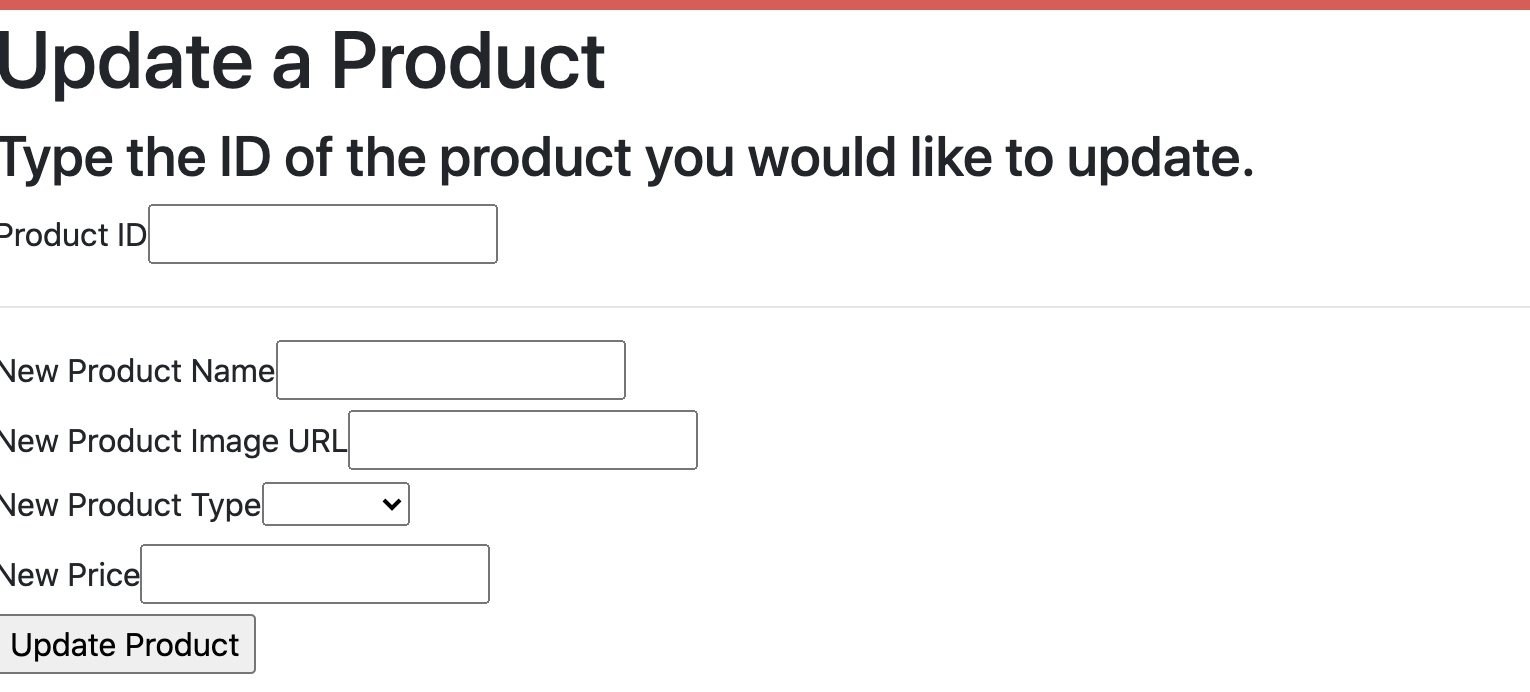 Update a Product
Type the ID of the product you would like to update.
Product ID
New Product Name
New Product Image URL
New Product Type
New Price
Update Product